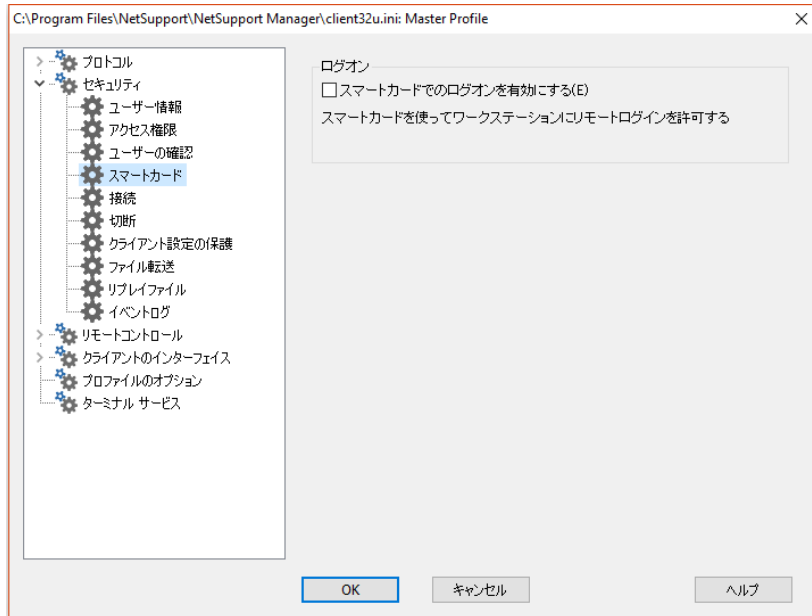 C:\Program Files\NetSupport\NetSupport Manager\client32u.ini: Master Profile
プロトコル
セキュリティ
ユーザー情報
アクセス権限
ユーザーの確認
スマートカード
接続
切断
クライアント設定の保護
ファイル転送
リプレイファイル
イベントログ
リモートコントロール
クライアントのインターフェイス
プロファイルのオプション
ターミナル サービス
ログオン
スマートカードでのログオンを有効にする(E)
スマートカードを使ってワークステーションにリモートログインを許可する
OK
キャンセル
ヘルプ